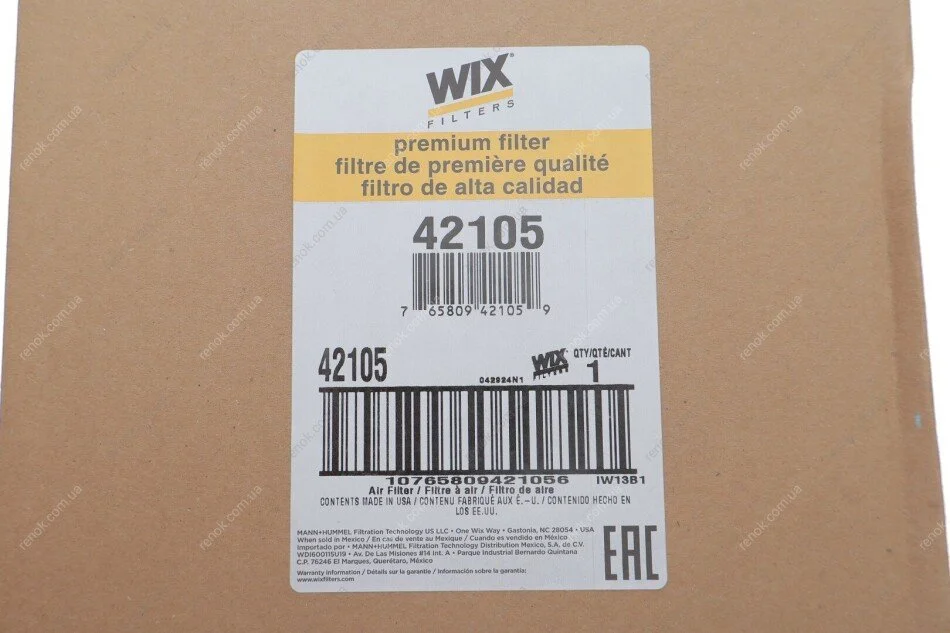 WIX®
FILTERS
premium filter
filtre de première qualité
filtro de alta calidad
42105
7 65809 42105 9
42105
042924N1
WIX
FILTERS
QTY/QTÉ/CANT
1
10765809421056
IW13B1
Air Filter / Filtre à air / Filtro de aire
CONTENTS MADE IN USA / CONTENU FABRIQUÉ AUX É.-U. / CONTENIDO HECHO EN
LOS EE.UU.
MANN+HUMMEL Filtration Technology US LLC • One Wix Way • Gastonia, NC 28054 • USA
When sold in Mexico / En cas de vente au Mexique / Cuando es vendido en México
Importado por • MANN+HUMMEL Filtration Technology Distribution Mexico, S.A, de C.V.
WDI600115U19 • Av. De Las Misiones #14 Int. A • Parque Industrial Bernardo Quintana
C.P. 76246 El Marques, Querétaro, México
Warranty information / Détails sur la garantie / Información sobre la garantía:
www.wixfilters.com
EAC
renok.com.ua